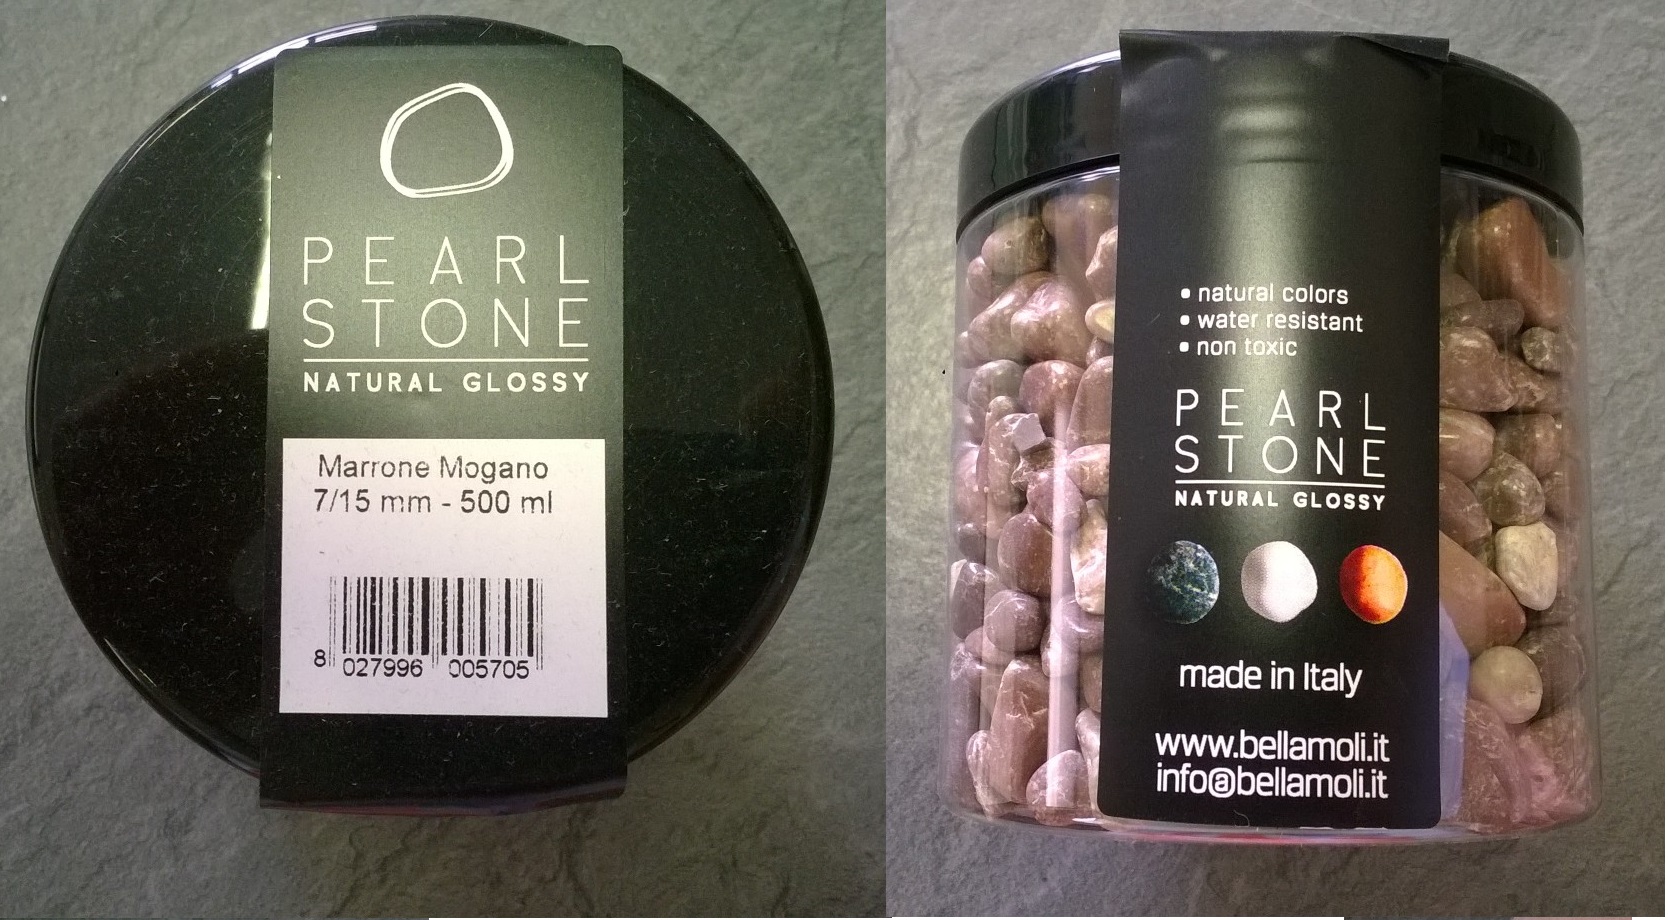 PEARL
STONE
NATURAL GLOSSY
Marrone Mogano
7/15 mm - 500 ml
8 027996 005705
• natural colors
• water resistant
• non toxic
PEARL
STONE
NATURAL GLOSSY
made in Italy
www.bellamoli.it
info@bellamoli.it